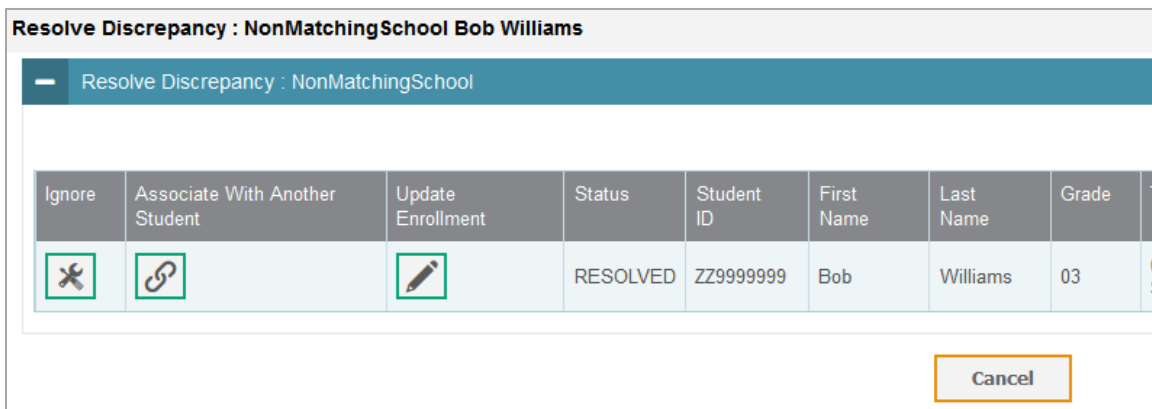 Resolve Discrepancy : NonMatchingSchool Bob Williams
Resolve Discrepancy : NonMatchingSchool
Ignore Associate With Another Student Update Enrollment Status Student ID First Name Last Name Grade
RESOLVED ZZ9999999 Bob Williams 03
Cancel